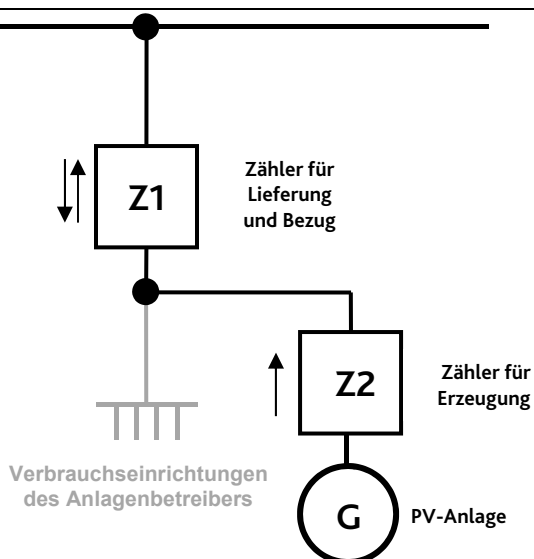 Z1
Zähler für
Lieferung
und Bezug
Z2
Zähler für
Erzeugung
Verbrauchseinrichtungen
des Anlagenbetreibers
G
PV-Anlage